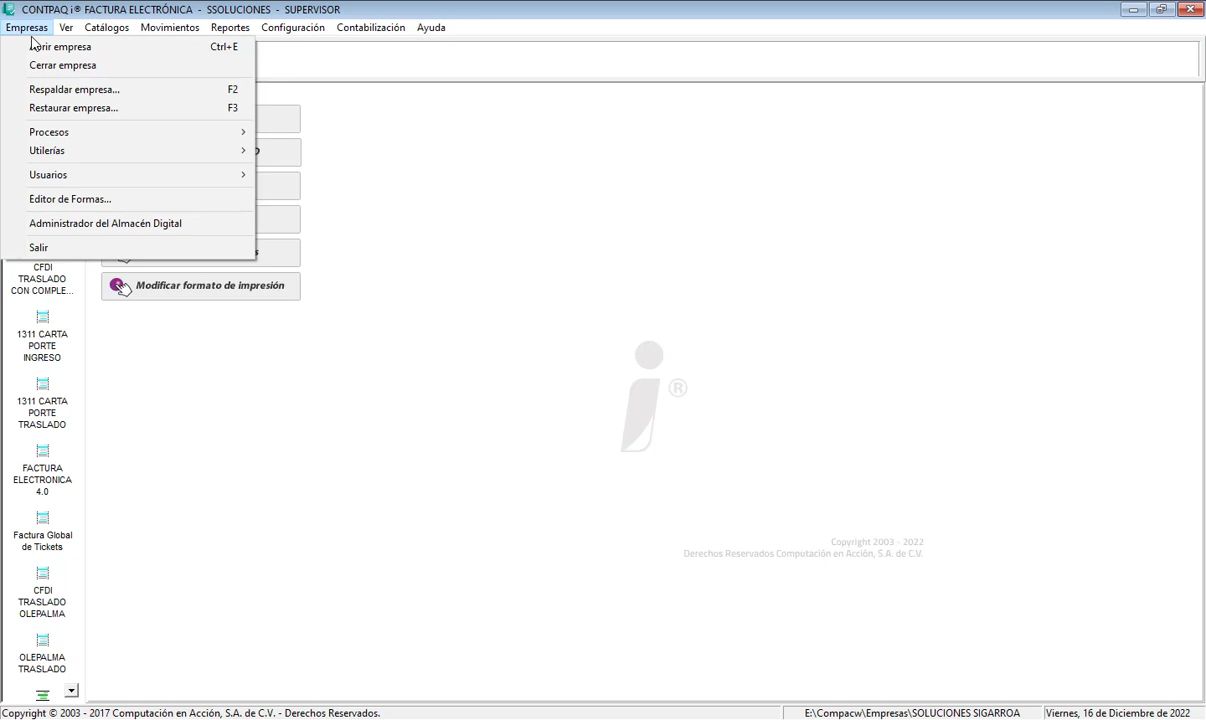 CONTPAQ i® FACTURA ELECTRÓNICA - SSOLUCIONES - SUPERVISOR
Empresas Ver Catálogos Movimientos Reportes Configuración Contabilización Ayuda
empresa Ctrl+E
Cerrar empresa
Respaldar empresa... F2
Restaurar empresa... F3
Procesos
Utilerías
Usuarios
Editor de Formas...
Administrador del Almacén Digital
Salir
Modificar formato de impresión
CFDI
TRASLADO
CON COMPLE...
1311 CARTA
PORTE
INGRESO
1311 CARTA
PORTE
TRASLADO
FACTURA
ELECTRONICA
4.0
Factura Global
de Tickets
CFDI
TRASLADO
OLEPALMA
OLEPALMA
TRASLADO
i®
Copyright 2003 - 2022
Derechos Reservados Computación en Acción, S.A. de C.V.
Copyright © 2003 - 2017 Computación en Acción, S.A. de C.V. - Derechos Reservados. E:\Compacw\Empresas\SOLUCIONES SIGARROA Viernes, 16 de Diciembre de 2022